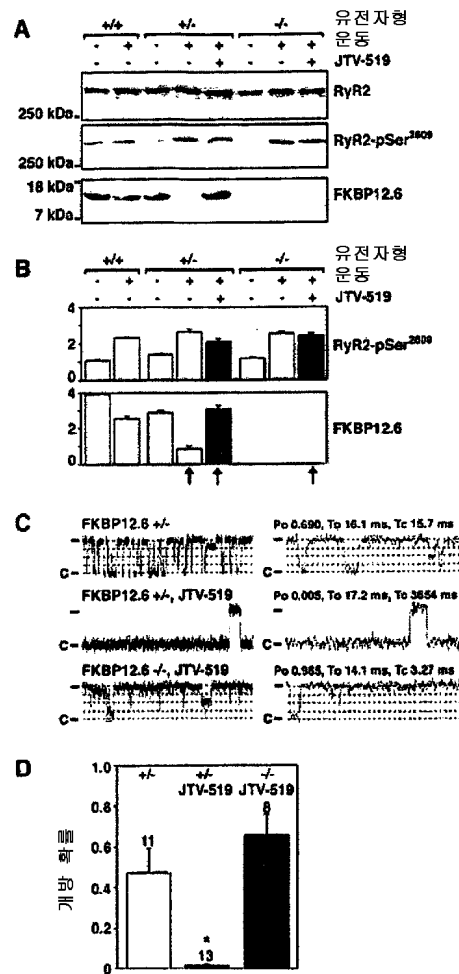 A
+/+ +/- -/- 유전자형
- + - + + - + + 운동
+ + JTV-519
RyR2
250 kDa
RyR2-pSer2809
250 kDa
18 kDa
FKBP12.6
7 kDa
B
+/+ +/- -/- 유전자형
- + - + + - + + 운동
- - - - + - - + JTV-519
4
2
0
RyR2-pSer2809
4
2
0
FKBP12.6
C
FKBP12.6 +/- Po 0.690, To 16.1 ms, Tc 15.7 ms
C
FKBP12.6 +/-, JTV-519 Po 0.005, To 17.2 ms, Tc 3654 ms
C
FKBP12.6 -/-, JTV-519 Po 0.985, To 14.1 ms, Tc 3.27 ms
C
D
+/- +/- -/-
JTV-519 JTV-519
1.0
0.8
0.6
0.4
0.2
0
개방 확률
11
*
13
8